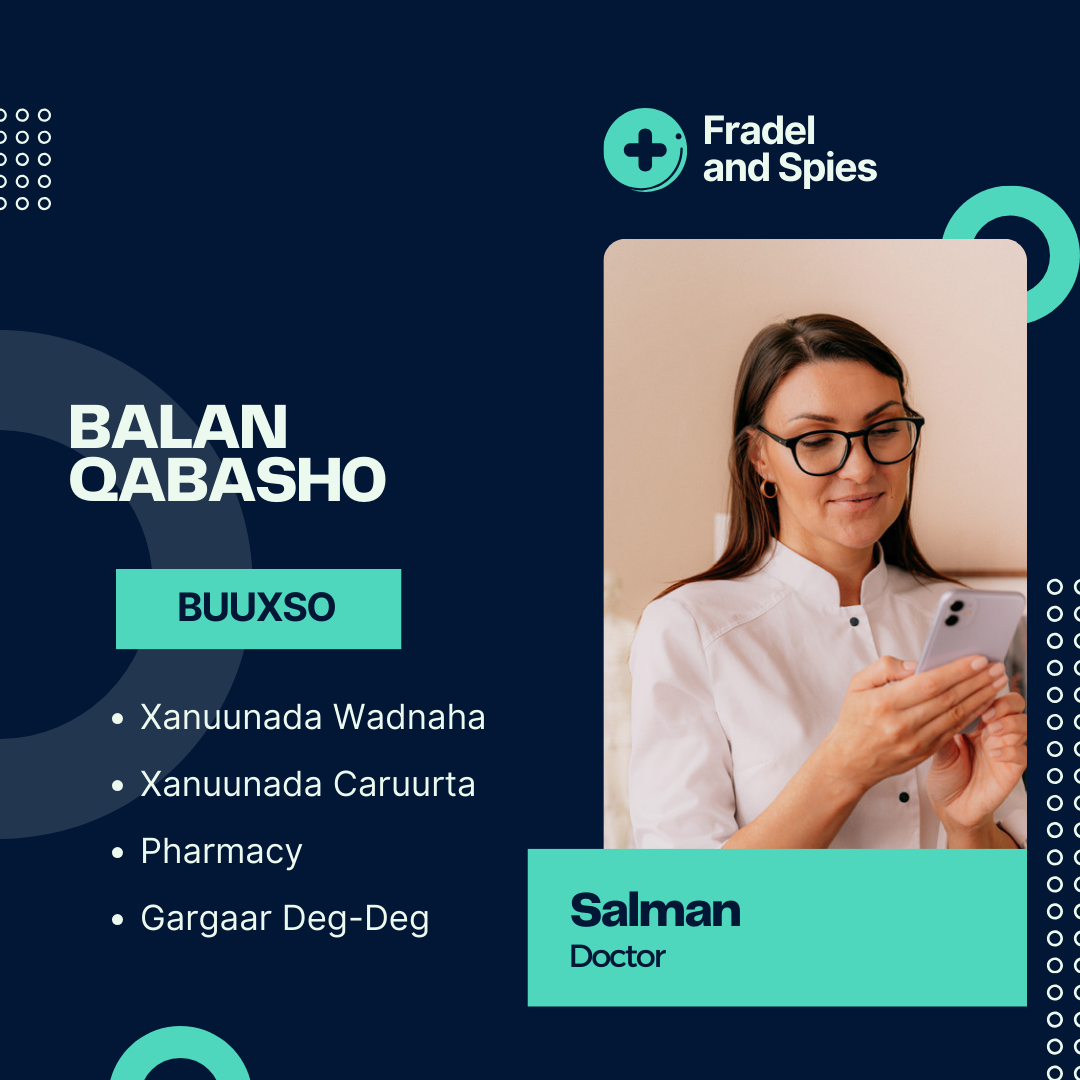 Fradel
and Spies
BALAN
QABASHO
BUUXSO
Xanuunada Wadnaha
Xanuunada Caruurta
Pharmacy
Gargaar Deg-Deg
Salman
Doctor